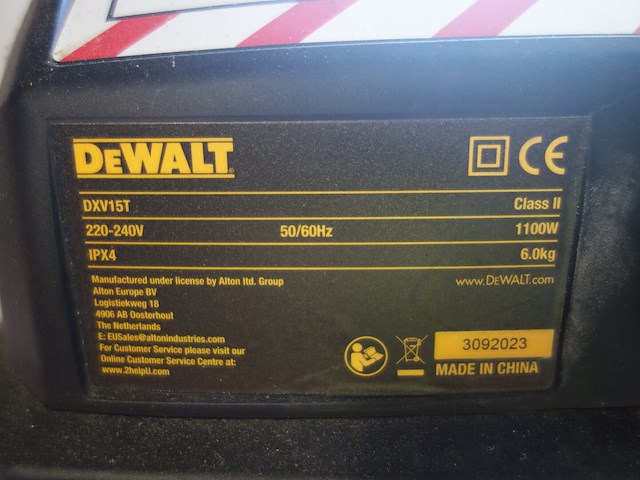 DEWALT
CE
DXV15T Class II
220-240V 50/60Hz 1100W
IPX4 6.0kg
Manufactured under license by Alton ltd. Group
Alton Europe BV
Logistiekweg 18
4906 AB Oosterhout
The Netherlands
E: EUSales@altonindustries.com
For Customer Service please visit our
Online Customer Service Centre at:
www.2helpU.com
www.DEWALT.com
3092023
MADE IN CHINA